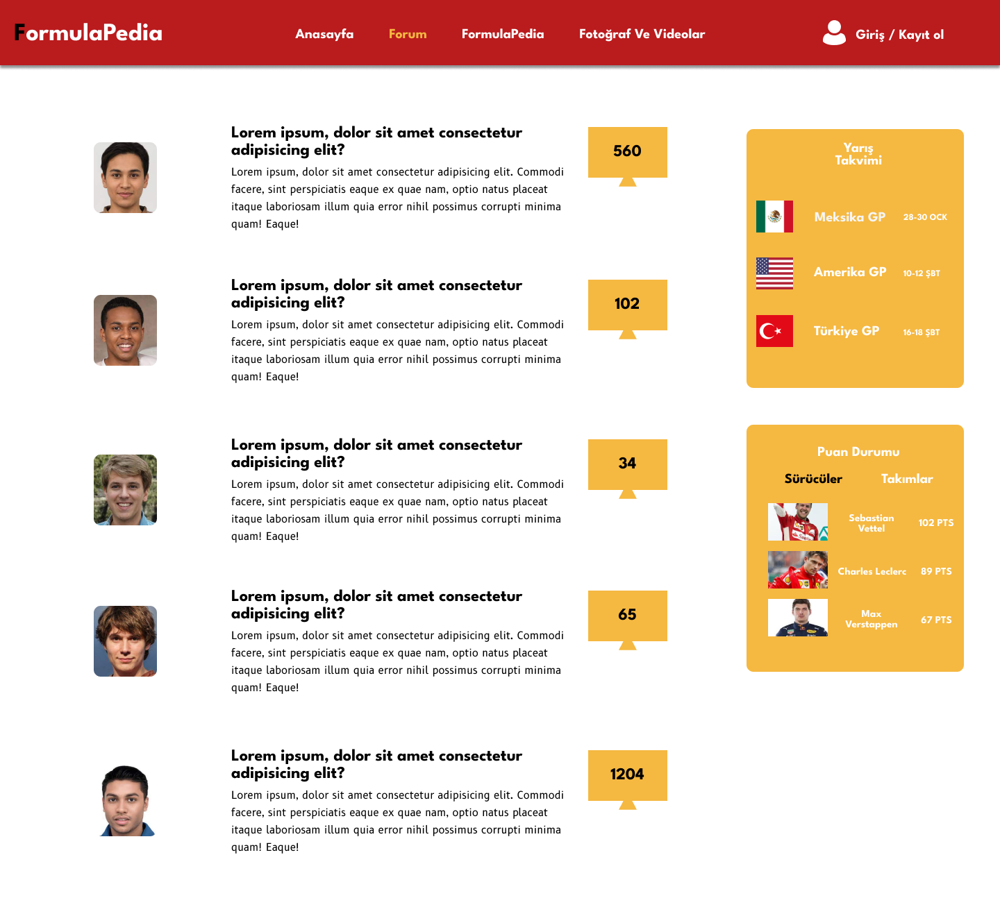 FormulaPedia
Anasayfa
Forum
FormulaPedia
Fotoğraf Ve Videolar
Giriş / Kayıt ol
Lorem ipsum, dolor sit amet consectetur
adipisicing elit?
Lorem ipsum, dolor sit amet consectetur adipisicing elit. Commodi
facere, sint perspiciatis eaque ex quae nam, optio natus placeat
itaque laboriosam illum quia error nihil possimus corrupti minima
quam! Eaque!
560
Lorem ipsum, dolor sit amet consectetur
adipisicing elit?
Lorem ipsum, dolor sit amet consectetur adipisicing elit. Commodi
facere, sint perspiciatis eaque ex quae nam, optio natus placeat
itaque laboriosam illum quia error nihil possimus corrupti minima
quam! Eaque!
102
Lorem ipsum, dolor sit amet consectetur
adipisicing elit?
Lorem ipsum, dolor sit amet consectetur adipisicing elit. Commodi
facere, sint perspiciatis eaque ex quae nam, optio natus placeat
itaque laboriosam illum quia error nihil possimus corrupti minima
quam! Eaque!
34
Lorem ipsum, dolor sit amet consectetur
adipisicing elit?
Lorem ipsum, dolor sit amet consectetur adipisicing elit. Commodi
facere, sint perspiciatis eaque ex quae nam, optio natus placeat
itaque laboriosam illum quia error nihil possimus corrupti minima
quam! Eaque!
65
Lorem ipsum, dolor sit amet consectetur
adipisicing elit?
Lorem ipsum, dolor sit amet consectetur adipisicing elit. Commodi
facere, sint perspiciatis eaque ex quae nam, optio natus placeat
itaque laboriosam illum quia error nihil possimus corrupti minima
quam! Eaque!
1204
Yarış
Takvimi
Meksika GP
28-30 OCK
Amerika GP
10-12 ŞBT
Türkiye GP
16-18 ŞBT
Puan Durumu
Sürücüler
Takımlar
Sebastian
Vettel
102 PTS
Charles Leclerc
89 PTS
Max
Verstappen
67 PTS